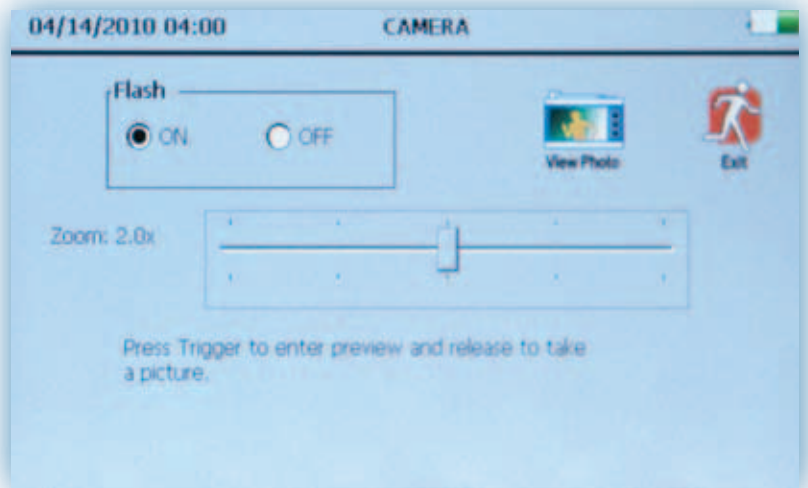 04/14/2010 04:00 CAMERA
Flash
ON OFF
View Photo
Exit
Zoom: 2.0x
Press Trigger to enter preview and release to take
a picture.